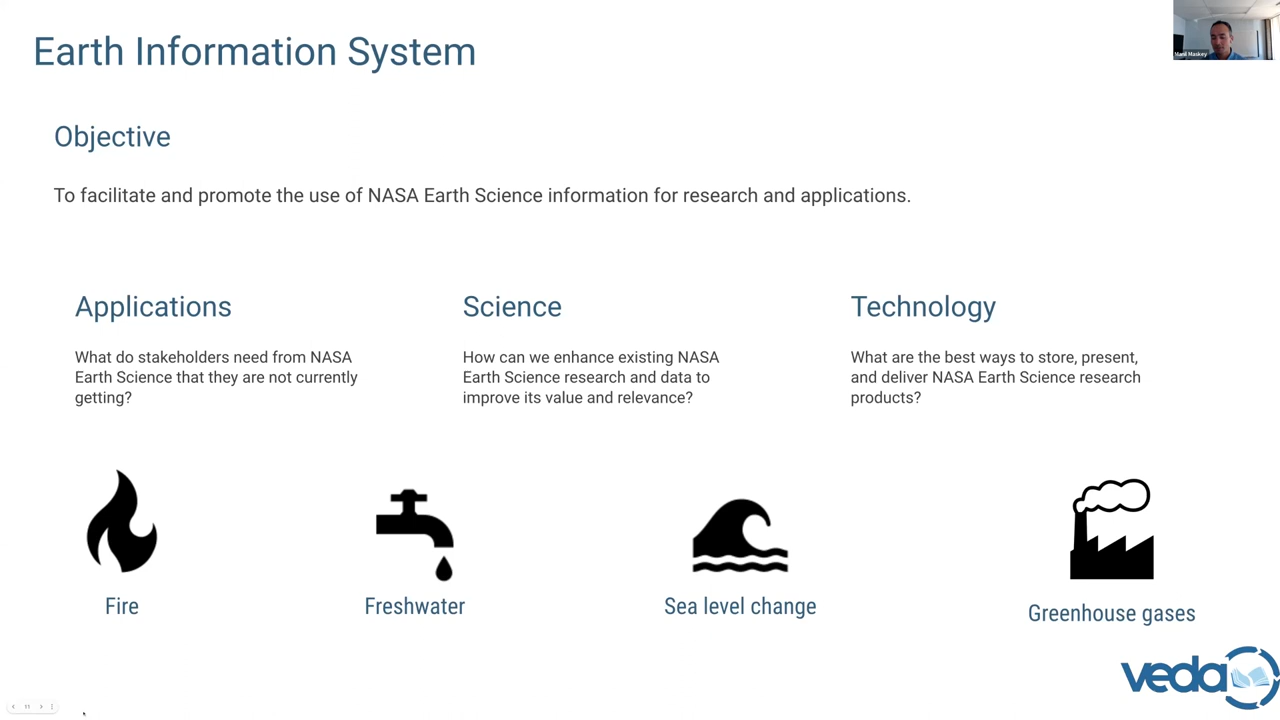 Earth Information System
Manil Maskey
Objective
To facilitate and promote the use of NASA Earth Science information for research and applications.
Applications
What do stakeholders need from NASA
Earth Science that they are not currently
getting?
Science
How can we enhance existing NASA
Earth Science research and data to
improve its value and relevance?
Technology
What are the best ways to store, present,
and deliver NASA Earth Science research
products?
Fire
Freshwater
Sea level change
Greenhouse gases
veda
11